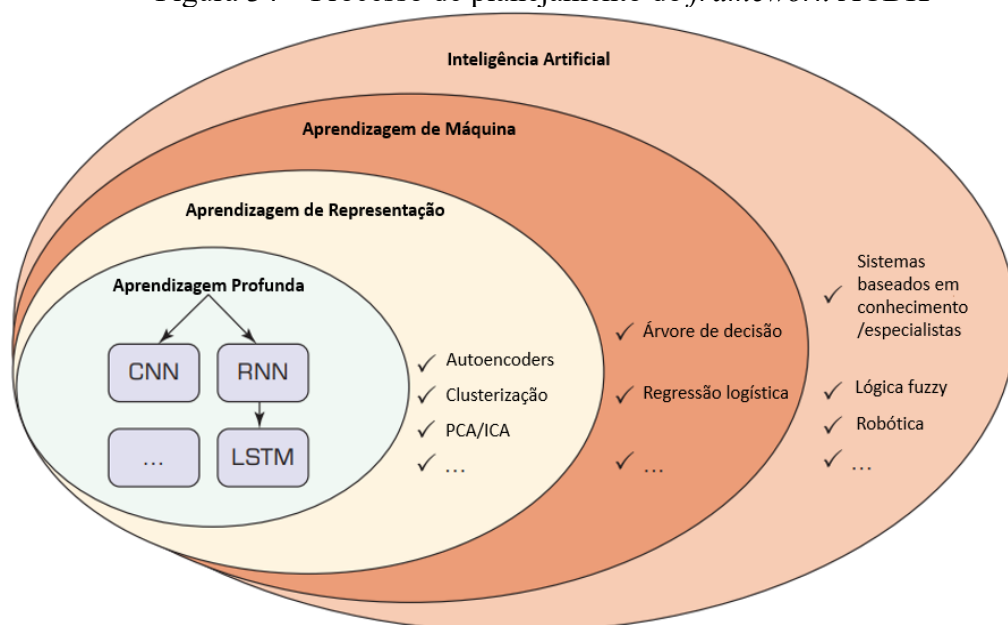 Inteligência Artificial
Aprendizagem de Máquina
Aprendizagem de Representação
Aprendizagem Profunda
CNN
RNN
...
LSTM
✓ Autoencoders
✓ Clusterização
✓ PCA/ICA
✓ ...
✓ Árvore de decisão
✓ Regressão logística
✓ ...
✓ Sistemas
baseados em
conhecimento
/especialistas
✓ Lógica fuzzy
✓ Robótica
✓ ...